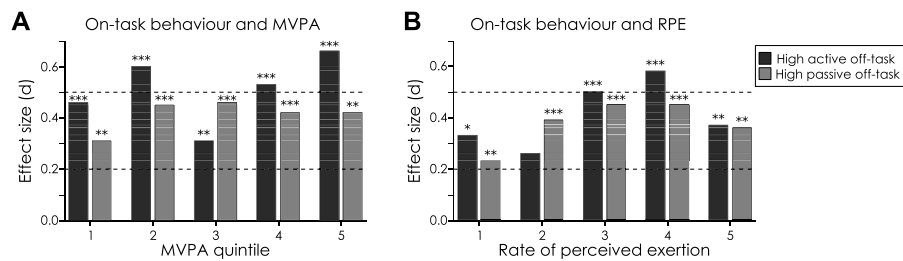 A On-task behaviour and MVPA
Effect size (d)
0.6
0.4
0.2
0.0
*** ** *** *** ** *** *** *** *** **
1 2 3 4 5
MVPA quintile
B On-task behaviour and RPE
Effect size (d)
0.6
0.4
0.2
0.0
* ** *** *** *** *** *** ** **
1 2 3 4 5
Rate of perceived exertion
High active off-task
High passive off-task